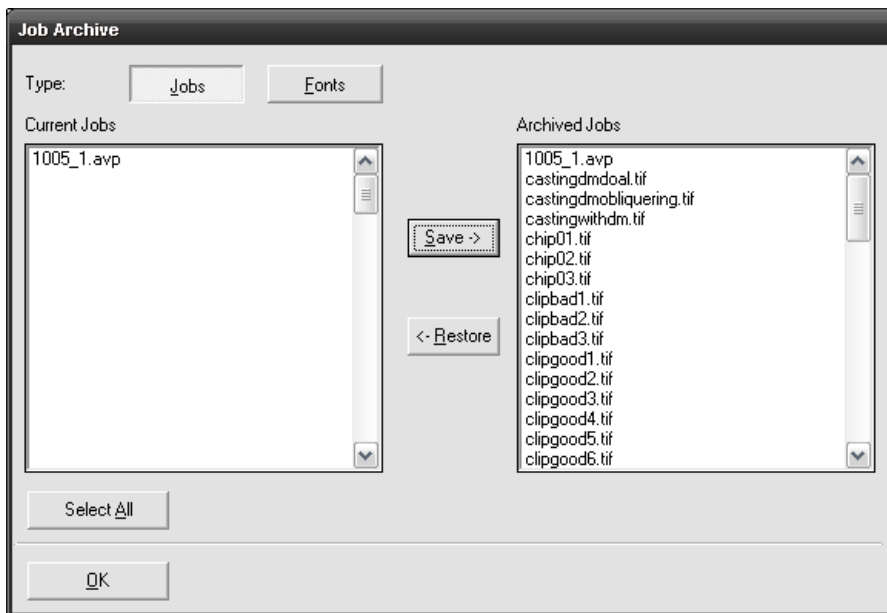 Job Archive
Type:
Jobs
Fonts
Current Jobs
1005_1.avp
Save ->
<- Restore
Archived Jobs
1005_1.avp
castingdmdoal.tif
castingdmobliquering.tif
castingwithdm.tif
chip01.tif
chip02.tif
chip03.tif
clipbad1.tif
clipbad2.tif
clipbad3.tif
clipgood1.tif
clipgood2.tif
clipgood3.tif
clipgood4.tif
clipgood5.tif
clipgood6.tif
Select All
OK